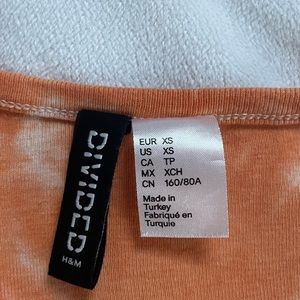 DIVIDED
H&M
EUR XS
US XS
CA TP
MX XCH
CN 160/80A
Made in
Turkey
Fabriqué en
Turquie